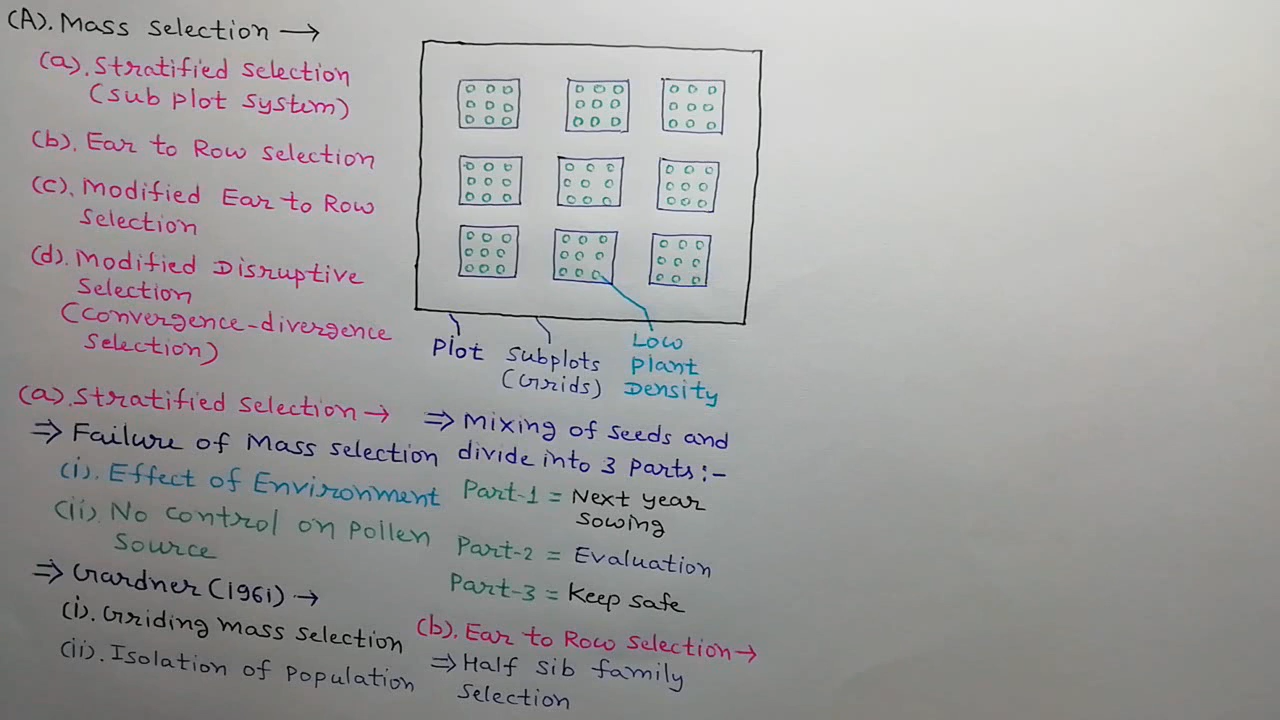 (A). Mass Selection →
(a). Stratified Selection
(Sub plot System)
(b). Ear to Row Selection
(c). Modified Ear to Row
Selection
(d). Modified Disruptive
Selection
(Convergence-divergence
Selection)
Plot
Subplots
(Grids)
Low
Plant
Density
(a). Stratified Selection →
⇒ Failure of Mass Selection
(i). Effect of Environment
(ii). No control on Pollen
Source
⇒ Gardner (1961) →
(i). Griding mass selection
(ii). Isolation of Population
⇒ Mixing of seeds and
divide into 3 Parts :-
Part-1 = Next year
Sowing
Part-2 = Evaluation
Part-3 = Keep safe
(b). Ear to Row Selection →
⇒ Half sib family
Selection